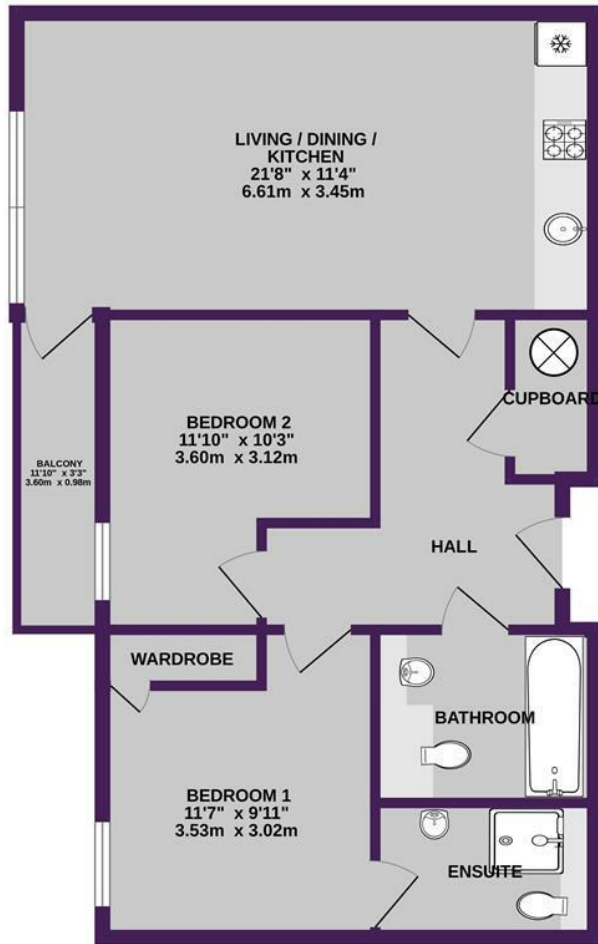 LIVING / DINING /
KITCHEN
21'8" x 11'4"
6.61m x 3.45m
CUPBOARD
BEDROOM 2
11'10" x 10'3"
3.60m x 3.12m
BALCONY
11'10" x 3'3"
3.60m x 0.98m
HALL
WARDROBE
BATHROOM
BEDROOM 1
11'7" x 9'11"
3.53m x 3.02m
ENSUITE